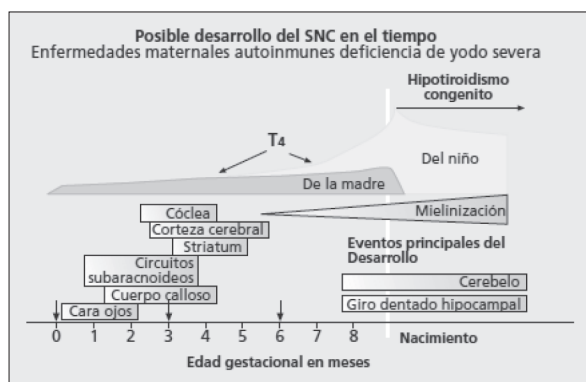 Posible desarrollo del SNC en el tiempo
Enfermedades maternales autoinmunes deficiencia de yodo severa
Hipotiroidismo
congenito
T4
Del niño
De la madre
Cóclea
Mielinización
Corteza cerebral
Striatum
Eventos principales del
Desarrollo
Circuitos
subaracnoideos
Cerebelo
Cuerpo calloso
Giro dentado hipocampal
Cara ojos
0 1 2 3 4 5 6 7 8 Nacimiento
Edad gestacional en meses